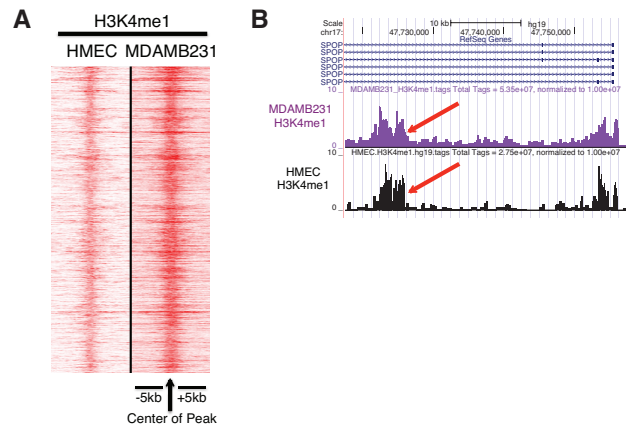 A
H3K4me1
HMEC MDAMB231
-5kb +5kb
Center of Peak
B
Scale 10 kb hg19
chr17: 47,730,000 47,740,000 47,750,000
RefSeq Genes
SPOP
SPOP
SPOP
SPOP
SPOP
SPOP
10 MDAMB231_H3K4me1.tags Total Tags = 5.35e+07, normalized to 1.00e+07
MDAMB231
H3K4me1
0
HMEC.H3K4me1.hg19.tags Total Tags = 2.75e+07, normalized to 1.00e+07
10
HMEC
H3K4me1
0